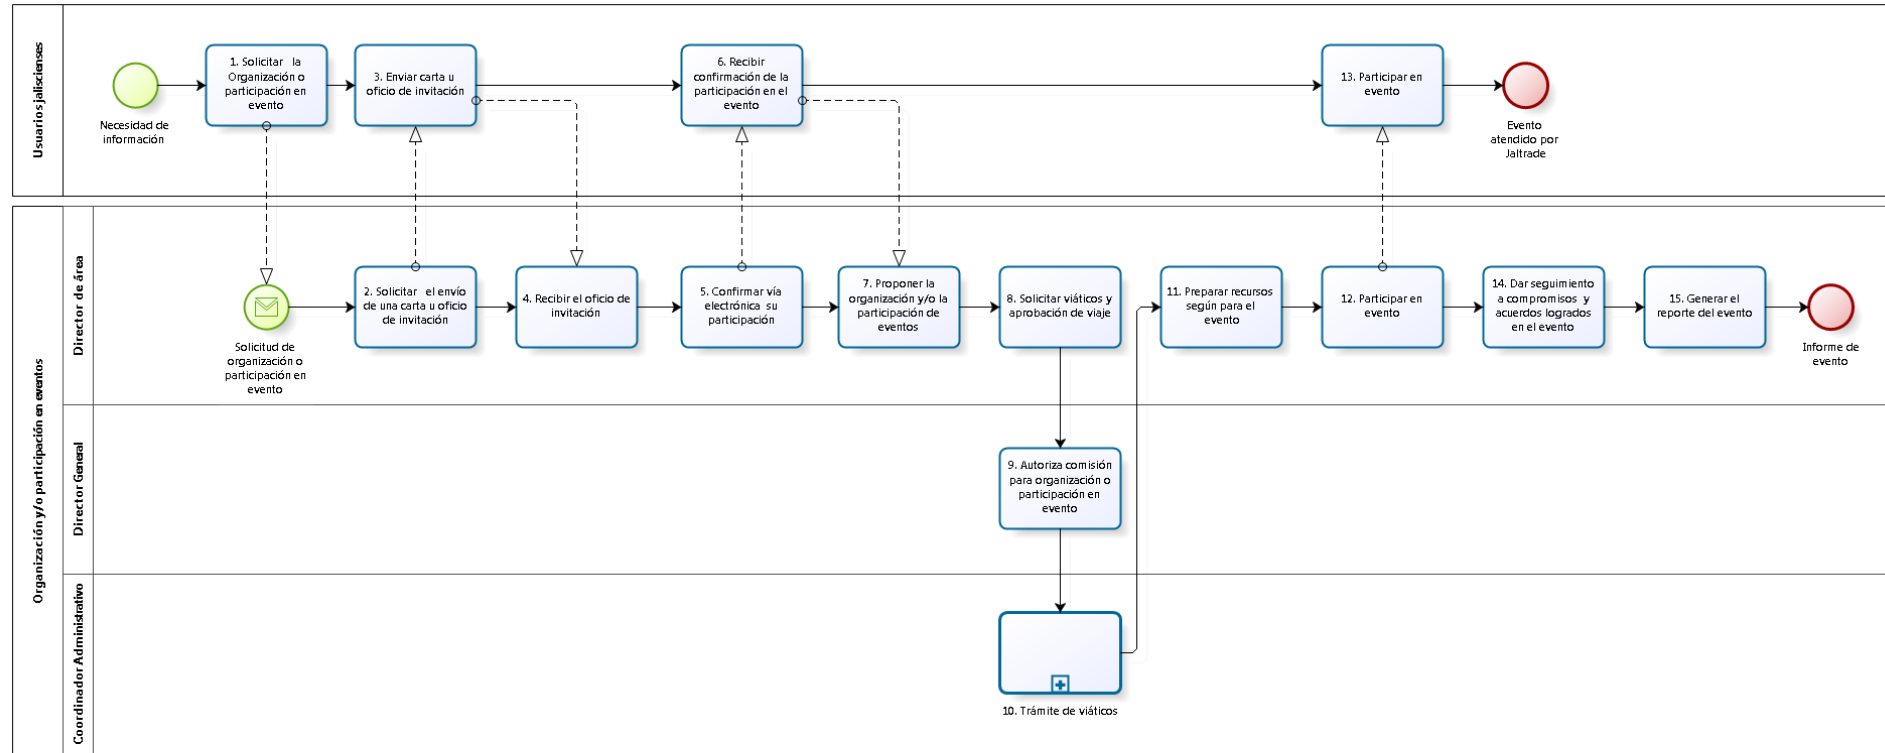 Usuarios jaliscienses
Necesidad de
información
1. Solicitar la
Organización o
participación en
evento
3. Enviar carta u
oficio de invitación
6. Recibir
confirmación de la
participación en el
evento
13. Participar en
evento
Evento
atendido por
Jaltrade
Organización y/o participación en eventos
Director de área
Solicitud de
organización o
participación en
evento
2. Solicitar el envío
de una carta u oficio
de invitación
4. Recibir el oficio de
invitación
5. Confirmar vía
electrónica su
participación
7. Proponer la
organización y/o la
participación de
eventos
8. Solicitar viáticos y
aprobación de viaje
11. Preparar recursos
según para el
evento
12. Participar en
evento
14. Dar seguimiento
a compromisos y
acuerdos logrados
en el evento
15. Generar el
reporte del evento
Informe de
evento
Director General
9. Autoriza comisión
para organización o
participación en
evento
Coordinador Administrativo
10. Trámite de viáticos